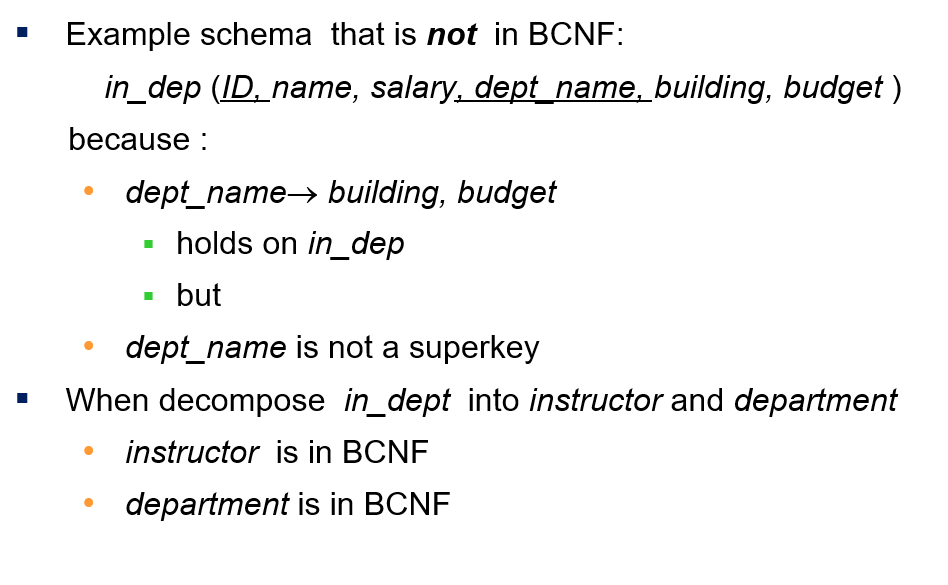 Example schema that is not in BCNF:
in_dep (ID, name, salary, dept_name, building, budget )
because :
dept_name→ building, budget
holds on in_dep
but
dept_name is not a superkey
When decompose in_dept into instructor and department
instructor is in BCNF
department is in BCNF